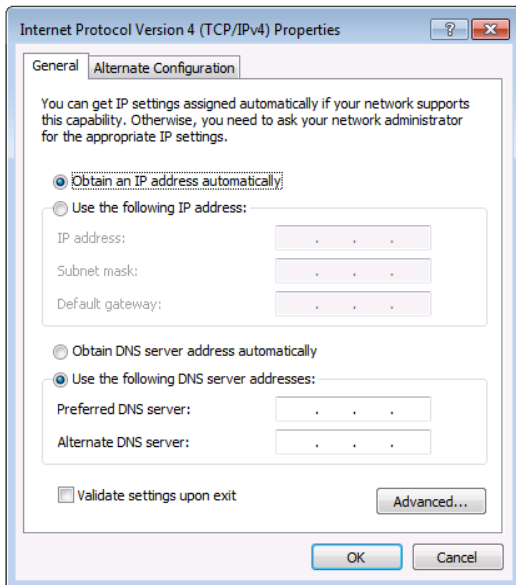 Internet Protocol Version 4 (TCP/IPv4) Properties
General
Alternate Configuration
You can get IP settings assigned automatically if your network supports
this capability. Otherwise, you need to ask your network administrator
for the appropriate IP settings.
Obtain an IP address automatically
Use the following IP address:
IP address:
Subnet mask:
Default gateway:
Obtain DNS server address automatically
Use the following DNS server addresses:
Preferred DNS server:
Alternate DNS server:
Validate settings upon exit
Advanced...
OK
Cancel